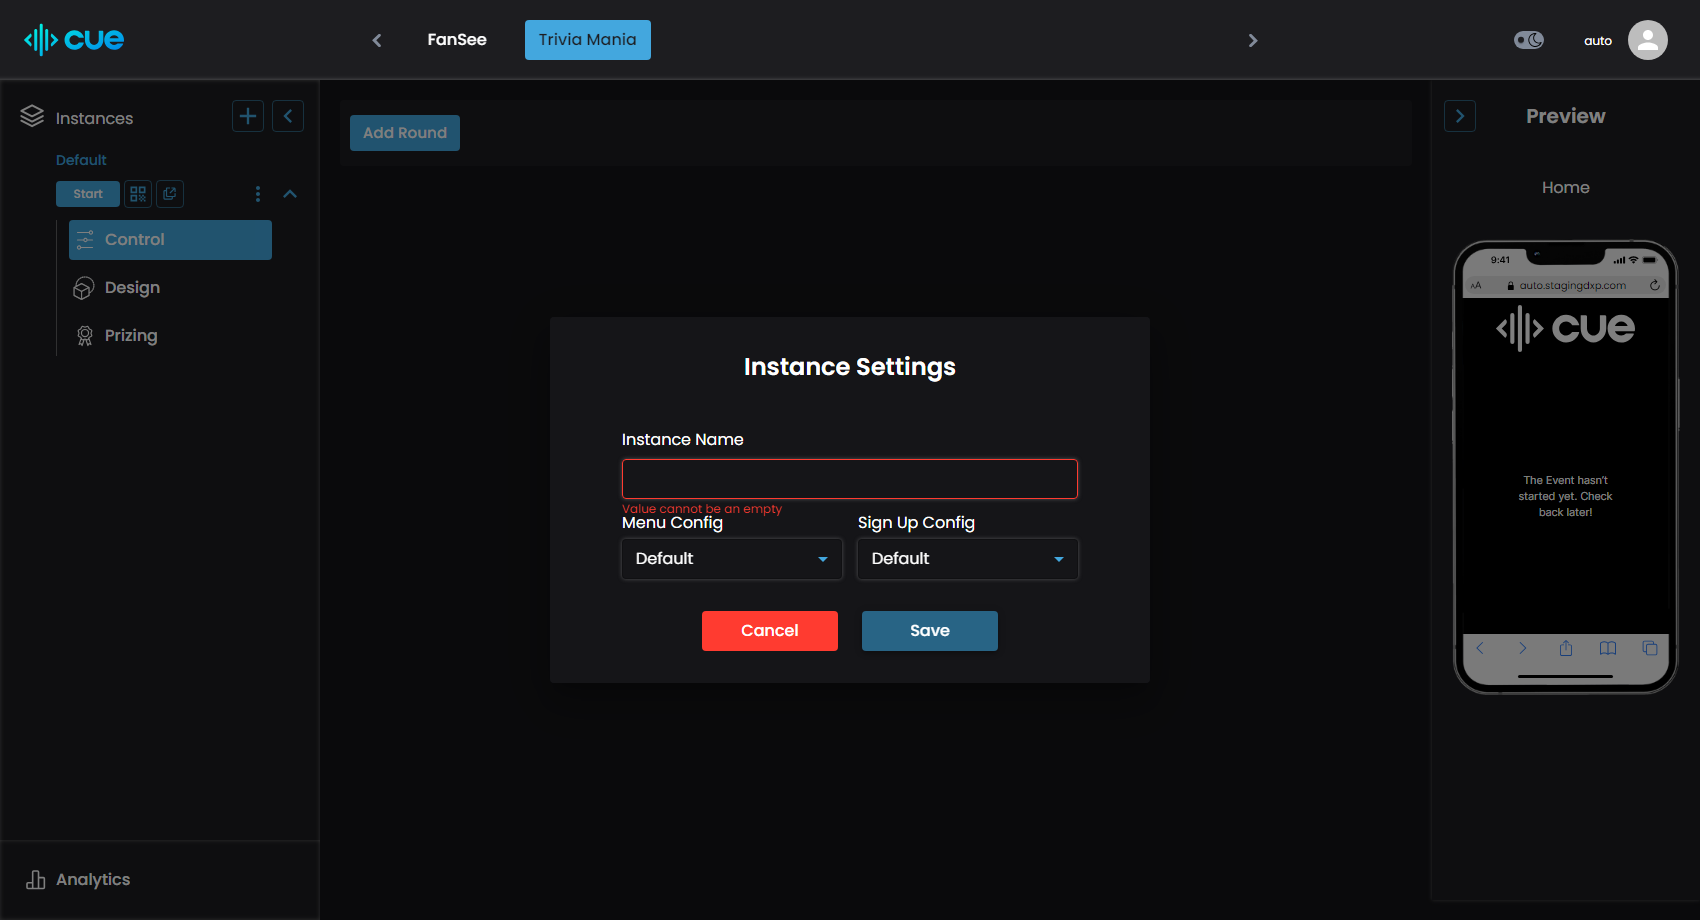 cue
FanSee
Trivia Mania
auto
Instances
Default
Start
Control
Design
Prizing
Analytics
Add Round
Instance Settings
Instance Name
Value cannot be an empty
Menu Config
Sign Up Config
Default
Default
Cancel
Save
Preview
Home
9:41
AA
auto.stagingdxp.com
cue
The Event hasn't
started yet. Check
back later!